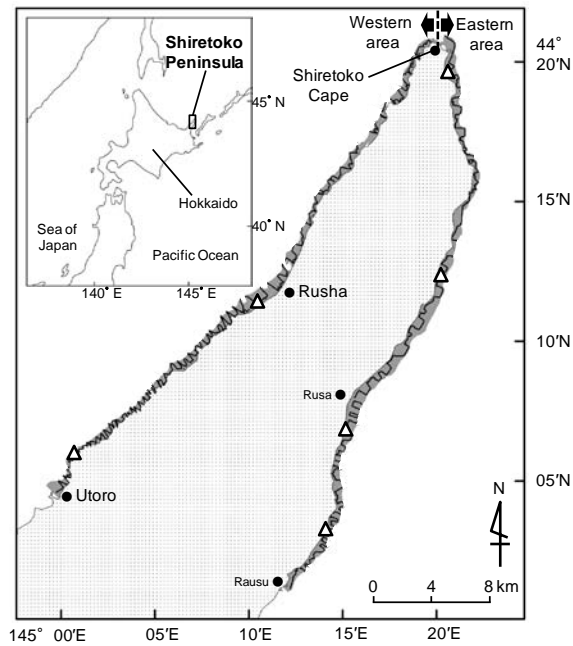 Shiretoko
Peninsula
45°N
Hokkaido
40°N
Sea of
Japan
Pacific Ocean
140°E
145°E
Western
area
Eastern
area
Shiretoko
Cape
44°
20′N
15′N
Rusha
10′N
Rusa
05′N
Utoro
N
Rausu
0
4
8 km
145° 00′E
05′E
10′E
15′E
20′E